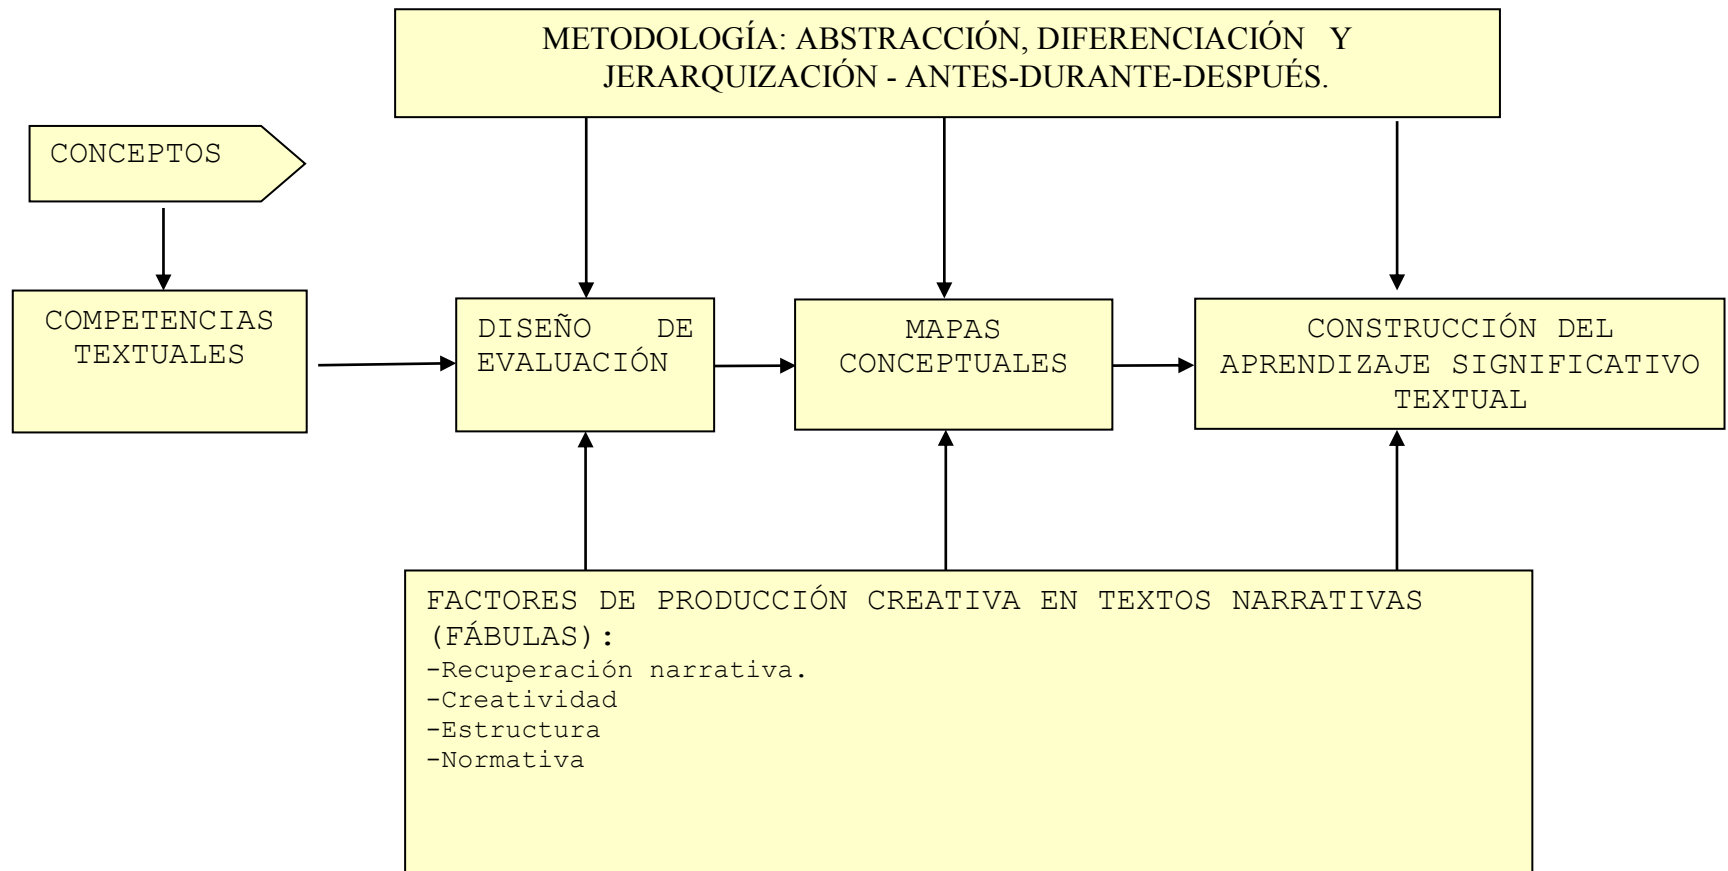 METODOLOGÍA: ABSTRACCIÓN, DIFERENCIACIÓN Y
JERARQUIZACIÓN - ANTES-DURANTE-DESPUÉS.
CONCEPTOS
COMPETENCIAS
TEXTUALES
DISEÑO DE
EVALUACIÓN
MAPAS
CONCEPTUALES
CONSTRUCCIÓN DEL
APRENDIZAJE SIGNIFICATIVO
TEXTUAL
FACTORES DE PRODUCCIÓN CREATIVA EN TEXTOS NARRATIVAS
(FÁBULAS):
-Recuperación narrativa.
-Creatividad
-Estructura
-Normativa